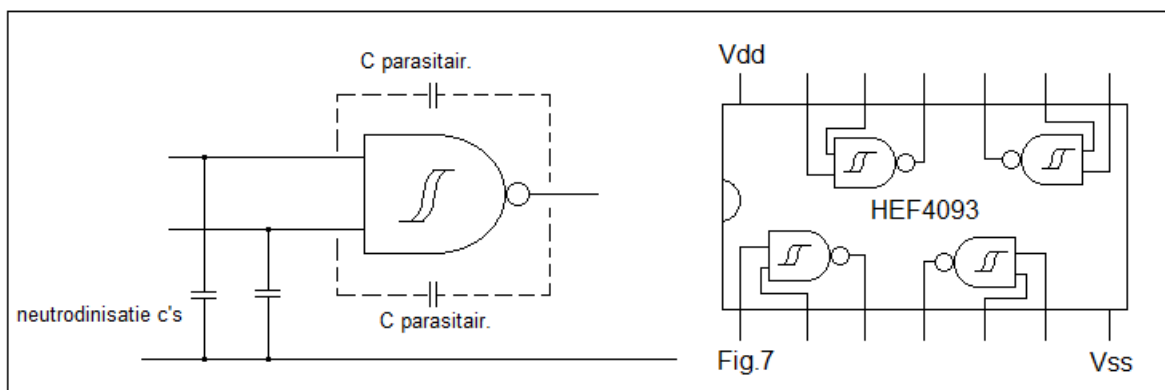 C parasitair.
neutrodinisatie c's
C parasitair.
Vdd
HEF4093
Fig.7
Vss